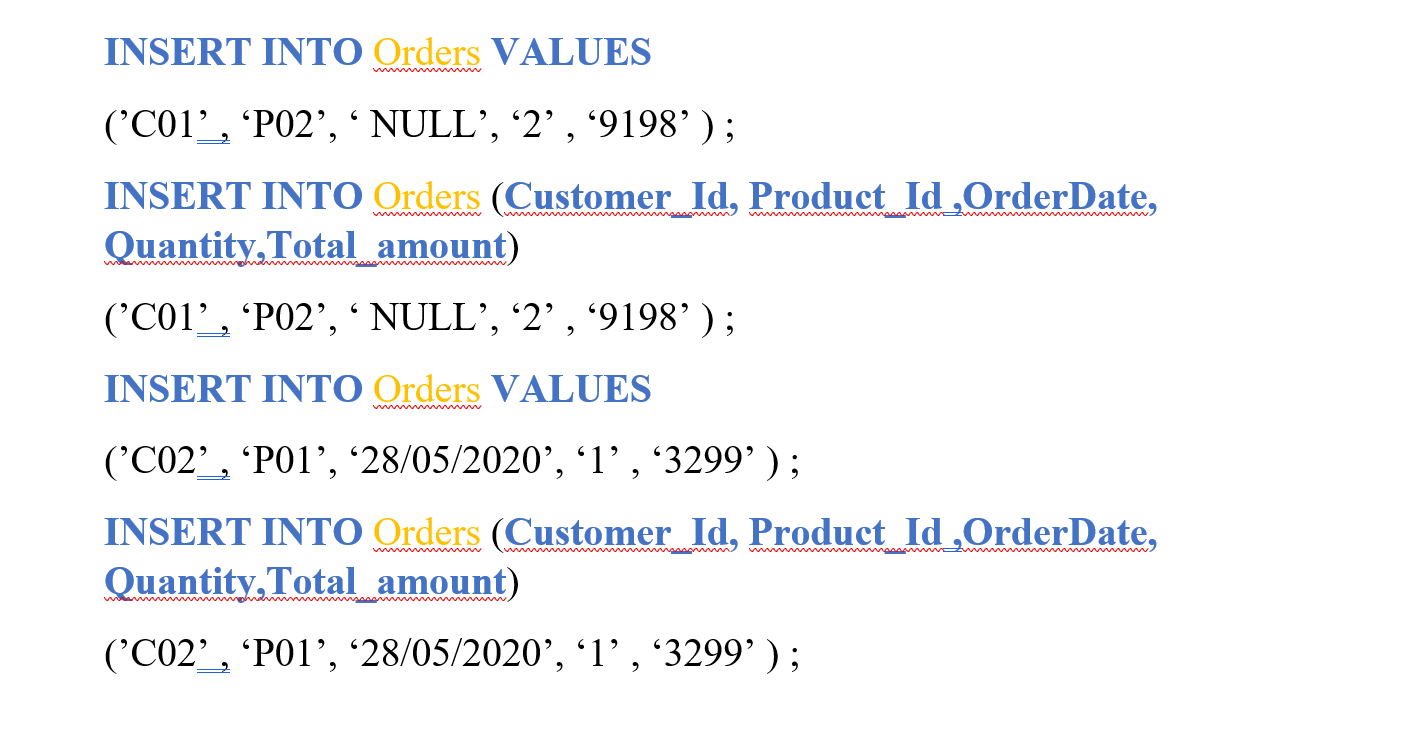 INSERT INTO Orders VALUES
(’C01’ , ‘P02’, ‘ NULL’, ‘2’ , ‘9198’ ) ;
INSERT INTO Orders (Customer_Id, Product_Id ,OrderDate,
Quantity,Total_amount)
(’C01’ , ‘P02’, ‘ NULL’, ‘2’ , ‘9198’ ) ;
INSERT INTO Orders VALUES
(’C02’ , ‘P01’, ‘28/05/2020’, ‘1’ , ‘3299’ ) ;
INSERT INTO Orders (Customer_Id, Product_Id ,OrderDate,
Quantity,Total_amount)
(’C02’ , ‘P01’, ‘28/05/2020’, ‘1’ , ‘3299’ ) ;